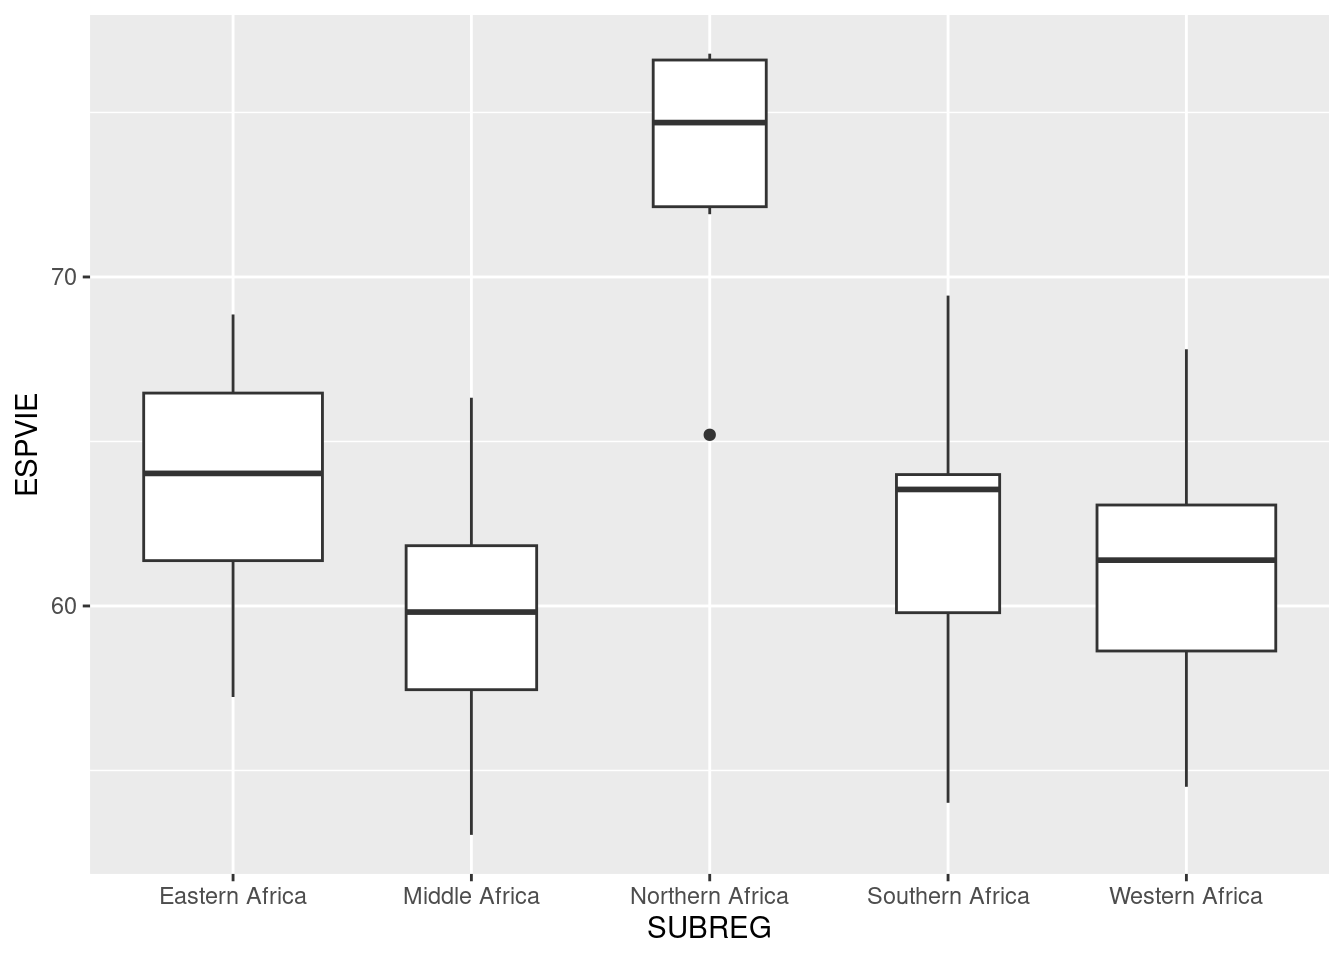 ESPVIE
70
60
Eastern Africa
Middle Africa
Northern Africa
Southern Africa
Western Africa
SUBREG